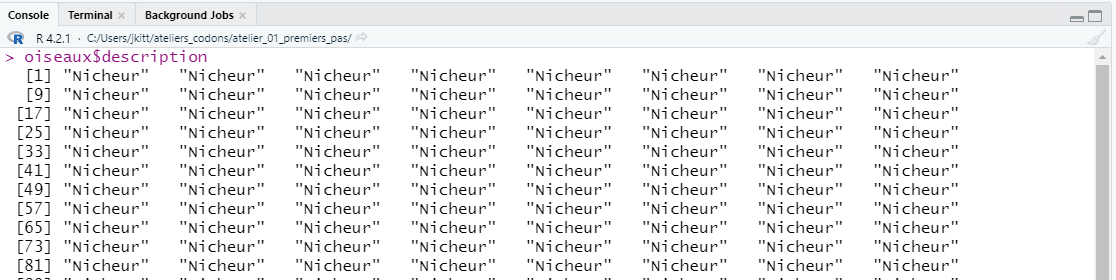 Console Terminal Background Jobs
R 4.2.1 · C:/Users/jkitt/ateliers_codons/atelier_01_premiers_pas/
> oiseaux$description
[1] "Nicheur" "Nicheur" "Nicheur" "Nicheur" "Nicheur" "Nicheur" "Nicheur" "Nicheur"
[9] "Nicheur" "Nicheur" "Nicheur" "Nicheur" "Nicheur" "Nicheur" "Nicheur" "Nicheur"
[17] "Nicheur" "Nicheur" "Nicheur" "Nicheur" "Nicheur" "Nicheur" "Nicheur" "Nicheur"
[25] "Nicheur" "Nicheur" "Nicheur" "Nicheur" "Nicheur" "Nicheur" "Nicheur" "Nicheur"
[33] "Nicheur" "Nicheur" "Nicheur" "Nicheur" "Nicheur" "Nicheur" "Nicheur" "Nicheur"
[41] "Nicheur" "Nicheur" "Nicheur" "Nicheur" "Nicheur" "Nicheur" "Nicheur" "Nicheur"
[49] "Nicheur" "Nicheur" "Nicheur" "Nicheur" "Nicheur" "Nicheur" "Nicheur" "Nicheur"
[57] "Nicheur" "Nicheur" "Nicheur" "Nicheur" "Nicheur" "Nicheur" "Nicheur" "Nicheur"
[65] "Nicheur" "Nicheur" "Nicheur" "Nicheur" "Nicheur" "Nicheur" "Nicheur" "Nicheur"
[73] "Nicheur" "Nicheur" "Nicheur" "Nicheur" "Nicheur" "Nicheur" "Nicheur" "Nicheur"
[81] "Nicheur" "Nicheur" "Nicheur" "Nicheur" "Nicheur" "Nicheur" "Nicheur" "Nicheur"